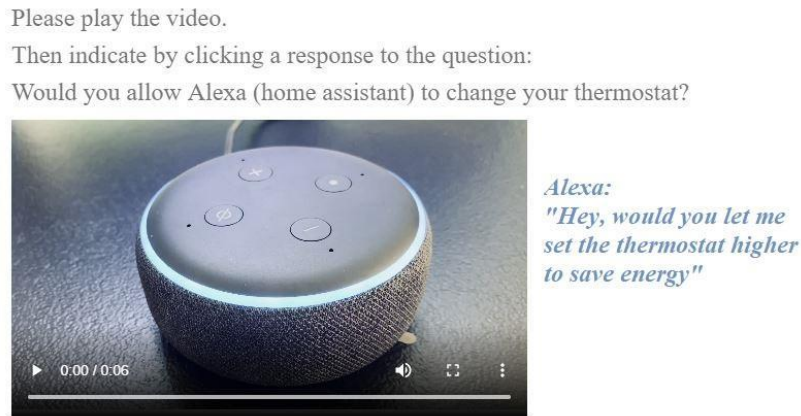 Please play the video.
Then indicate by clicking a response to the question:
Would you allow Alexa (home assistant) to change your thermostat?
Alexa:
"Hey, would you let me
set the thermostat higher
to save energy"
0:00 / 0:06